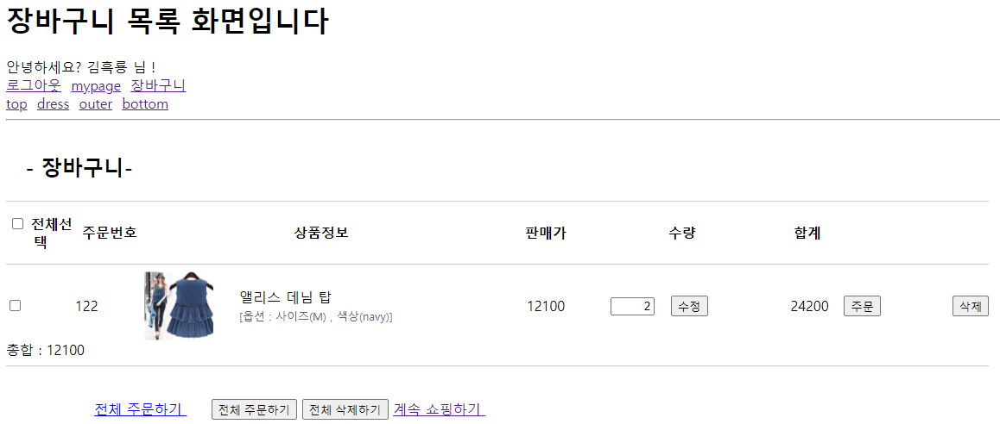 장바구니 목록 화면입니다
안녕하세요? 김흑룡 님 !
로그아웃 mypage 장바구니
top dress outer bottom
- 장바구니-
전체선택 주문번호 상품정보 판매가 수량 합계
122 앨리스 데님 탑 12100 2 수정 24200 주문 삭제
[옵션 : 사이즈(M) , 색상(navy)]
총합 : 12100
전체 주문하기 전체 주문하기 전체 삭제하기 계속 쇼핑하기